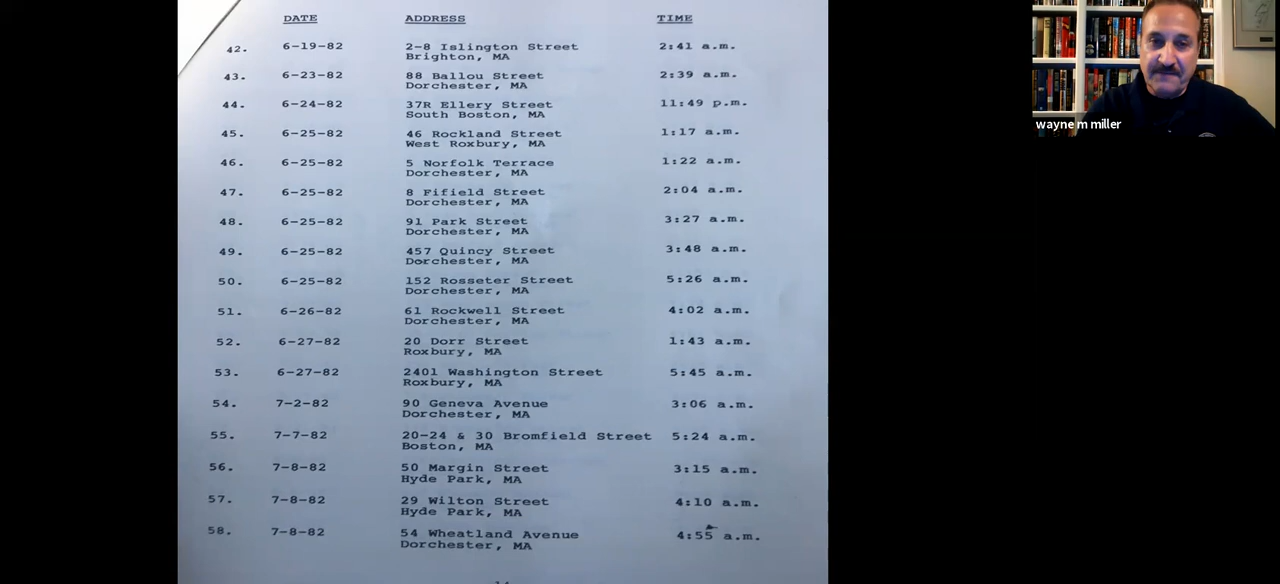 DATE ADDRESS TIME
42. 6-19-82 2-8 Islington Street 2:41 a.m.
Brighton, MA
43. 6-23-82 88 Ballou Street 2:39 a.m.
Dorchester, MA
44. 6-24-82 37R Ellery Street 11:49 p.m.
South Boston, MA
45. 6-25-82 46 Rockland Street 1:17 a.m.
West Roxbury, MA
46. 6-25-82 5 Norfolk Terrace 1:22 a.m.
Dorchester, MA
47. 6-25-82 8 Fifield Street 2:04 a.m.
Dorchester, MA
48. 6-25-82 91 Park Street 3:27 a.m.
Dorchester, MA
49. 6-25-82 457 Quincy Street 3:48 a.m.
Dorchester, MA
50. 6-25-82 152 Rosseter Street 5:26 a.m.
Dorchester, MA
51. 6-26-82 61 Rockwell Street 4:02 a.m.
Dorchester, MA
52. 6-27-82 20 Dorr Street 1:43 a.m.
Roxbury, MA
53. 6-27-82 2401 Washington Street 5:45 a.m.
Roxbury, MA
54. 7-2-82 90 Geneva Avenue 3:06 a.m.
Dorchester, MA
55. 7-7-82 20-24 & 30 Bromfield Street 5:24 a.m.
Boston, MA
56. 7-8-82 50 Margin Street 3:15 a.m.
Hyde Park, MA
57. 7-8-82 29 Wilton Street 4:10 a.m.
Hyde Park, MA
58. 7-8-82 54 Wheatland Avenue 4:55 a.m.
Dorchester, MA
wayne m miller